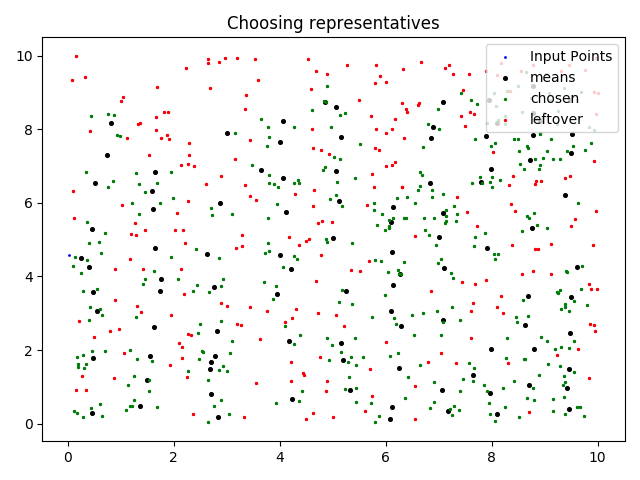 Choosing representatives
10
8
6
4
2
0
Input Points
means
chosen
leftover
0
2
4
6
8
10